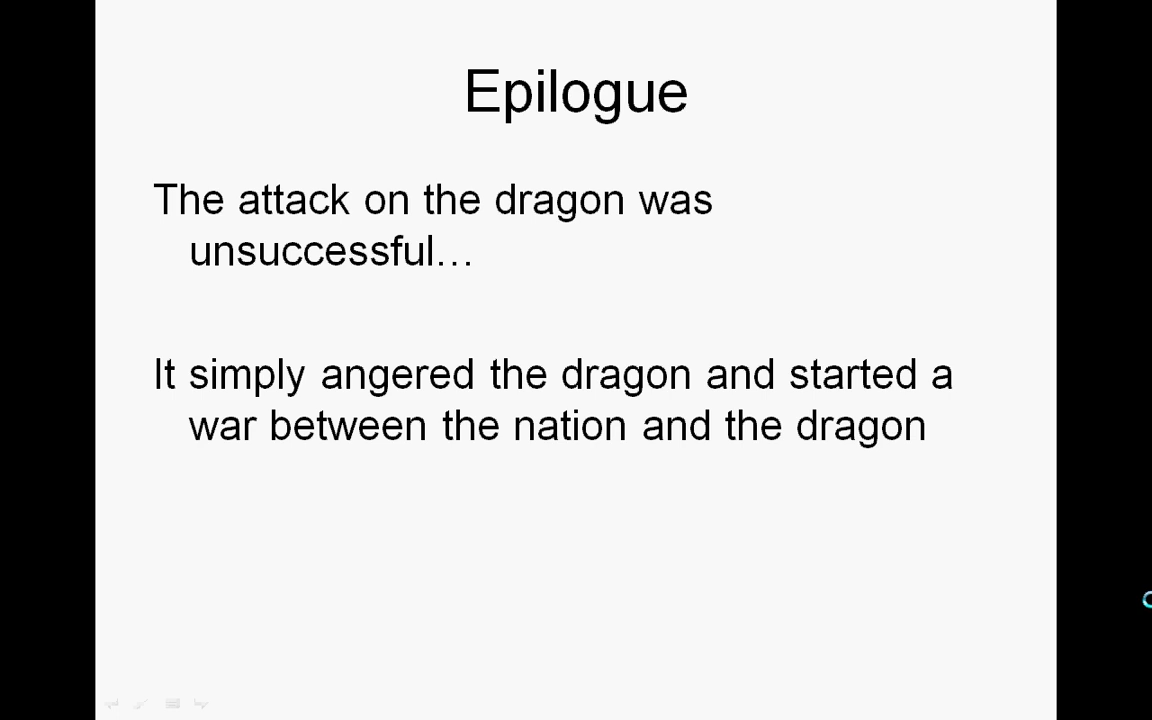 Epilogue
The attack on the dragon was
unsuccessful…
It simply angered the dragon and started a
war between the nation and the dragon